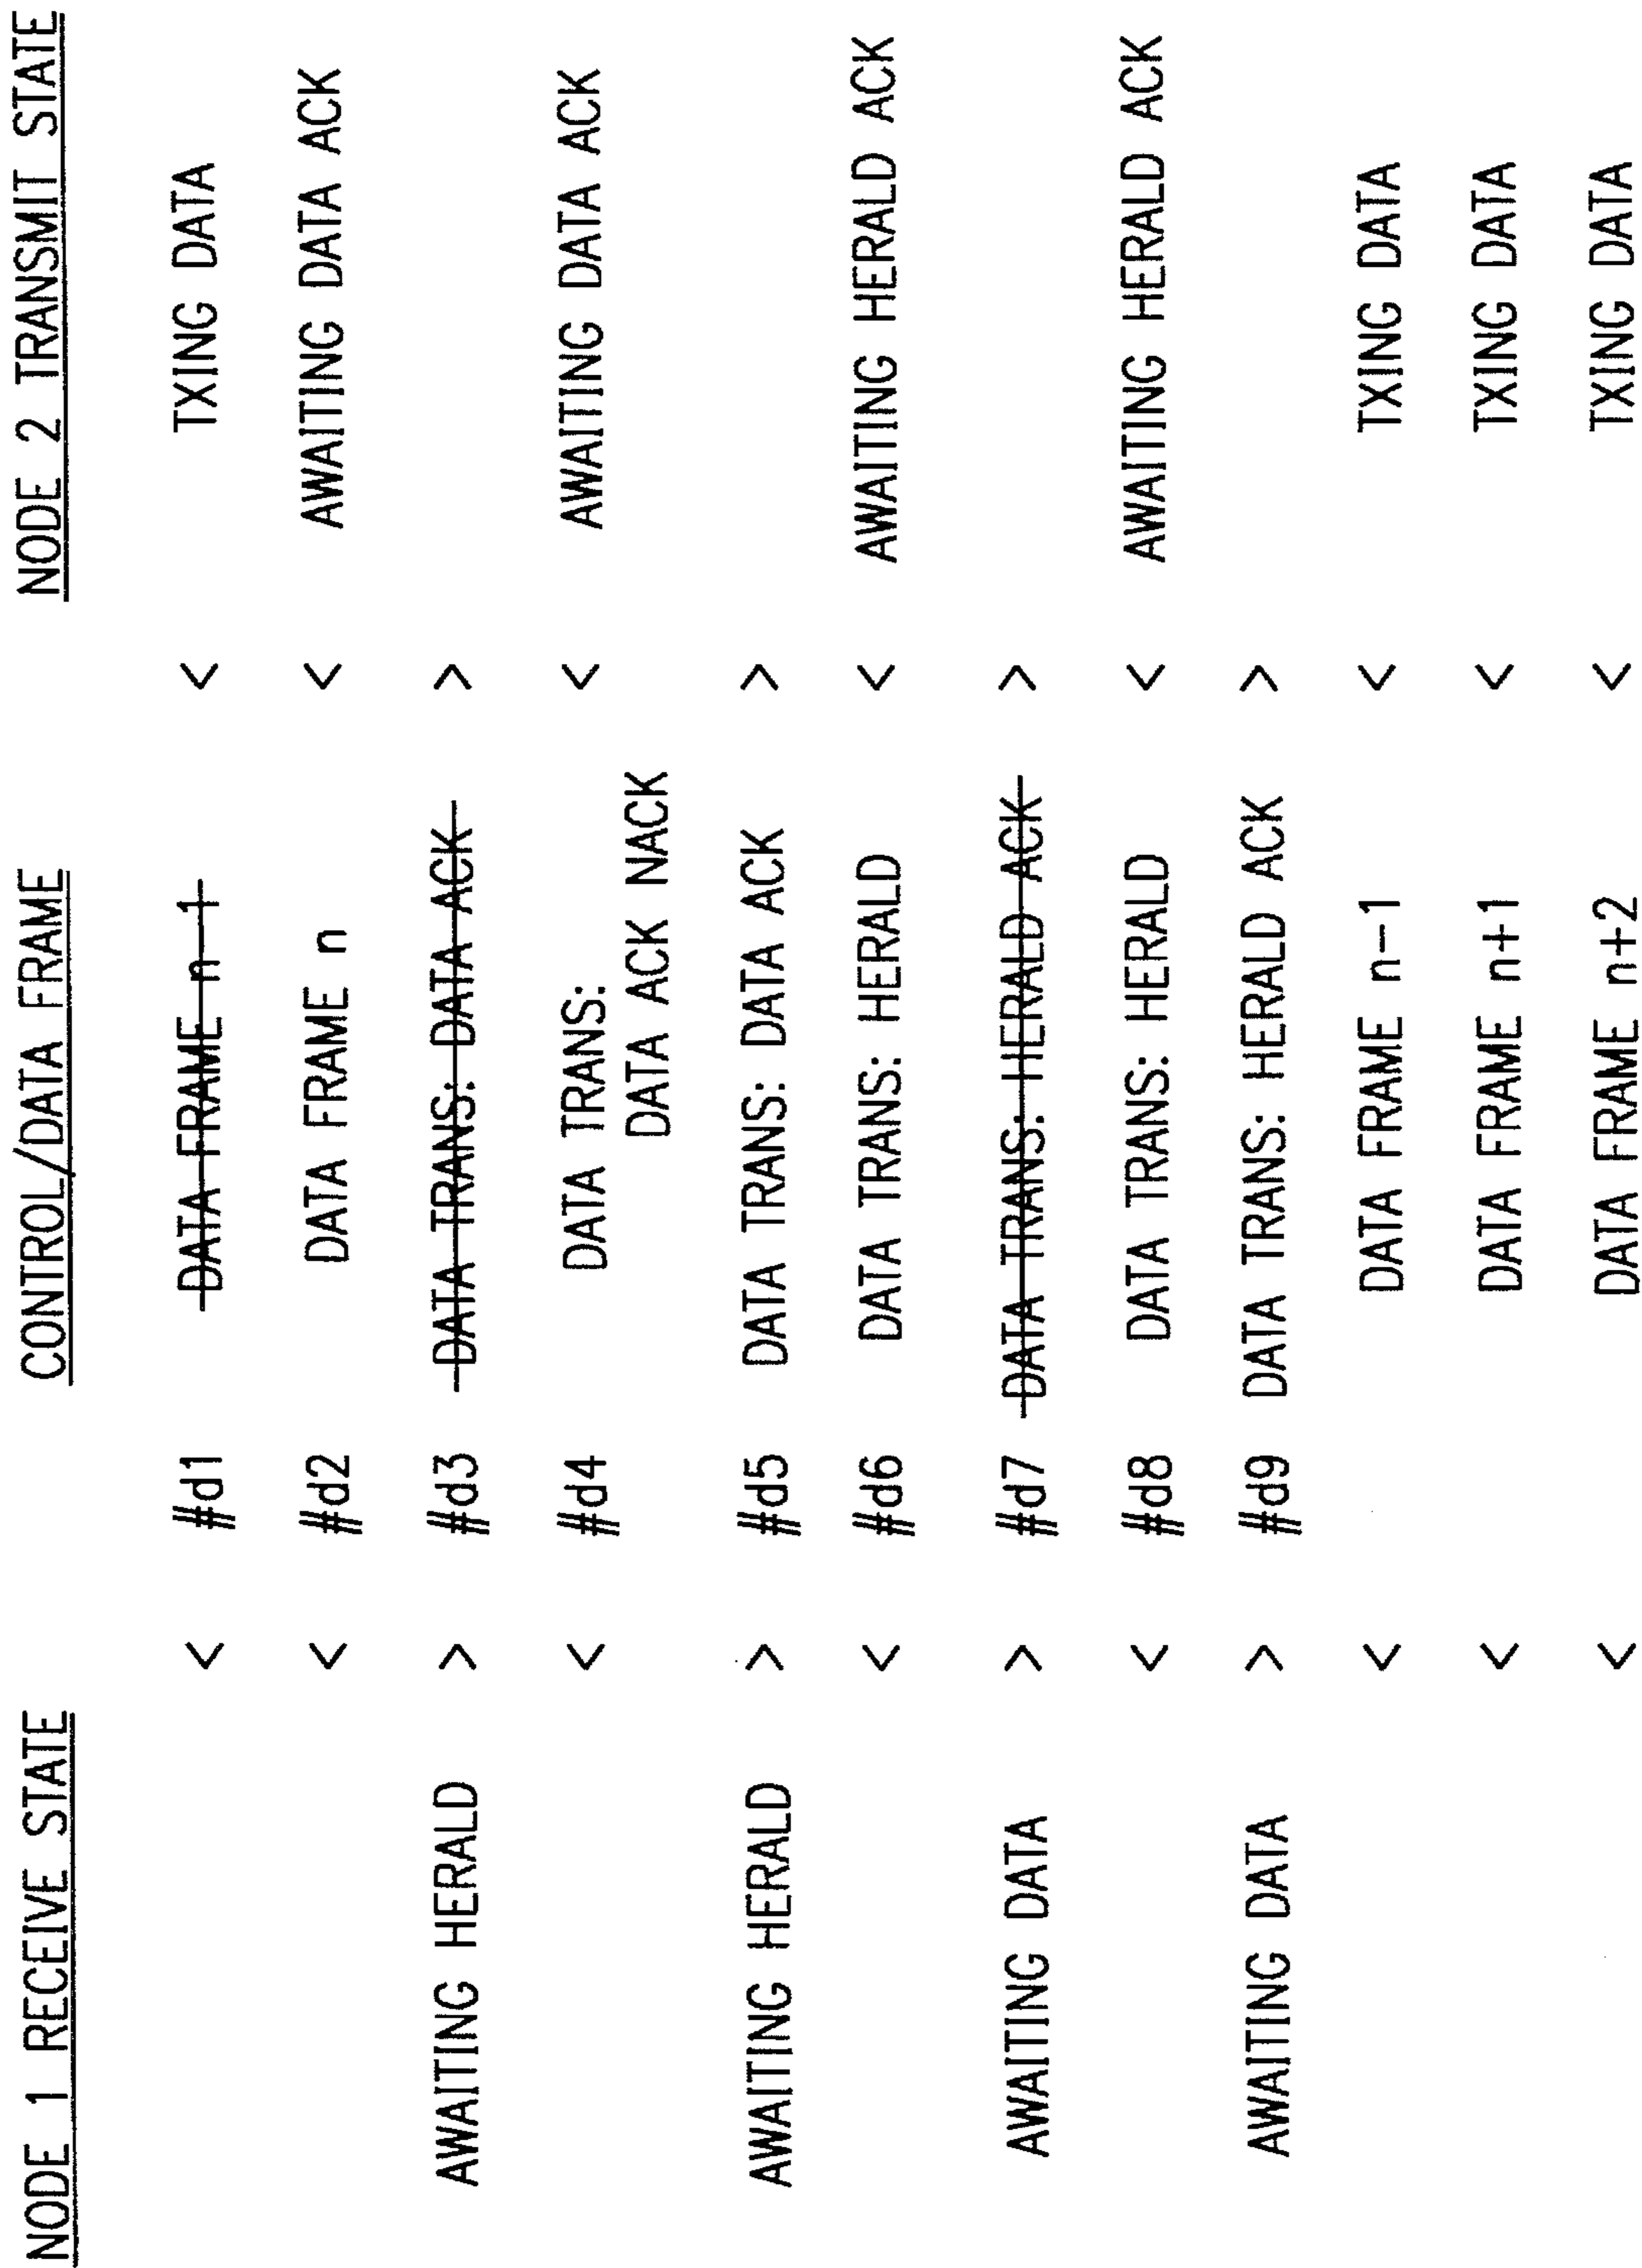 NODE 1 RECEIVE STATE CONTROL/DATA FRAME NODE 2 TRANSMIT STATE
< #d1 DATA FRAME n-1 < TXING DATA
< #d2 DATA FRAME n < AWAITING DATA ACK
AWAITING HERALD > #d3 DATA TRANS: DATA ACK >
< #d4 DATA TRANS: < AWAITING DATA ACK
DATA ACK NACK
AWAITING HERALD > #d5 DATA TRANS: DATA ACK >
< #d6 DATA TRANS: HERALD < AWAITING HERALD ACK
AWAITING DATA > #d7 DATA TRANS: HERALD ACK >
< #d8 DATA TRANS: HERALD < AWAITING HERALD ACK
AWAITING DATA > #d9 DATA TRANS: HERALD ACK >
< DATA FRAME n-1 < TXING DATA
< DATA FRAME n+1 < TXING DATA
< DATA FRAME n+2 < TXING DATA